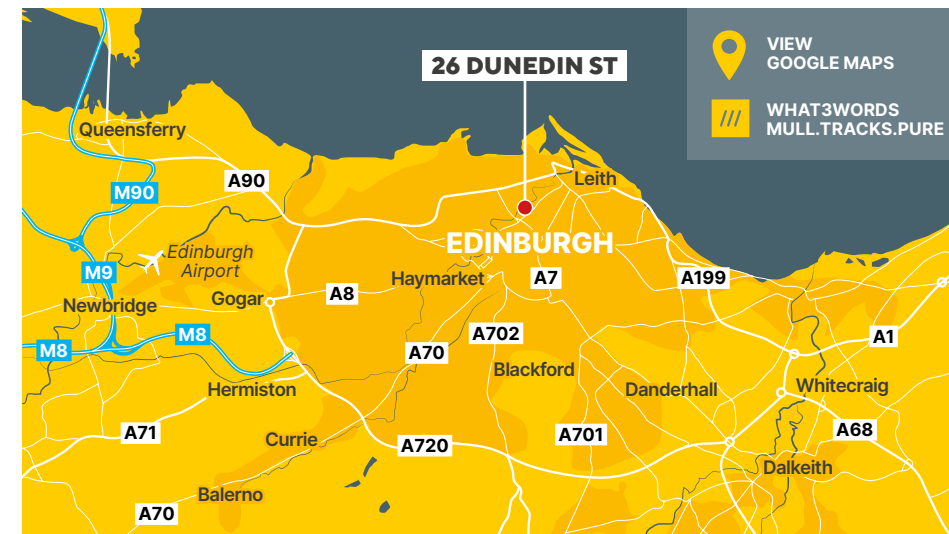 26 DUNEDIN ST
VIEW
GOOGLE MAPS
WHAT3WORDS
MULL.TRACKS.PURE
Queensferry
M90
A90
Leith
EDINBURGH
Edinburgh
Airport
M9
Haymarket
A7
A199
Newbridge
Gogar
A8
M8
M8
A70
A702
A1
Hermiston
Blackford
Danderhall
Whitecraig
A71
Currie
A720
A701
A68
Dalkeith
Balerno
A70